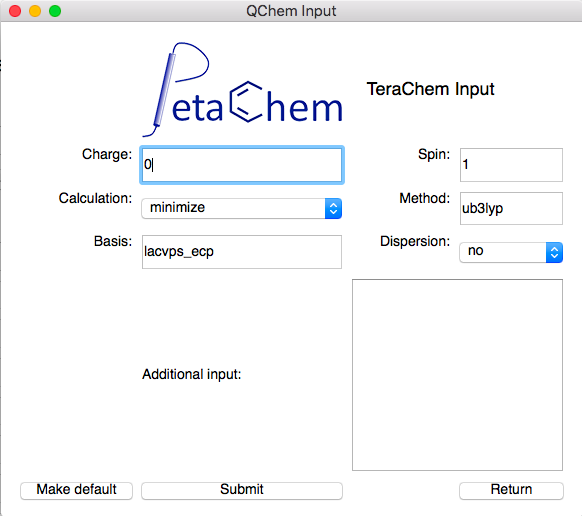 QChem Input
PetaChem
TeraChem Input
Charge: 0 Spin: 1
Calculation: minimize Method: ub3lyp
Basis: lacvps_ecp Dispersion: no
Additional input:
Make default Submit Return